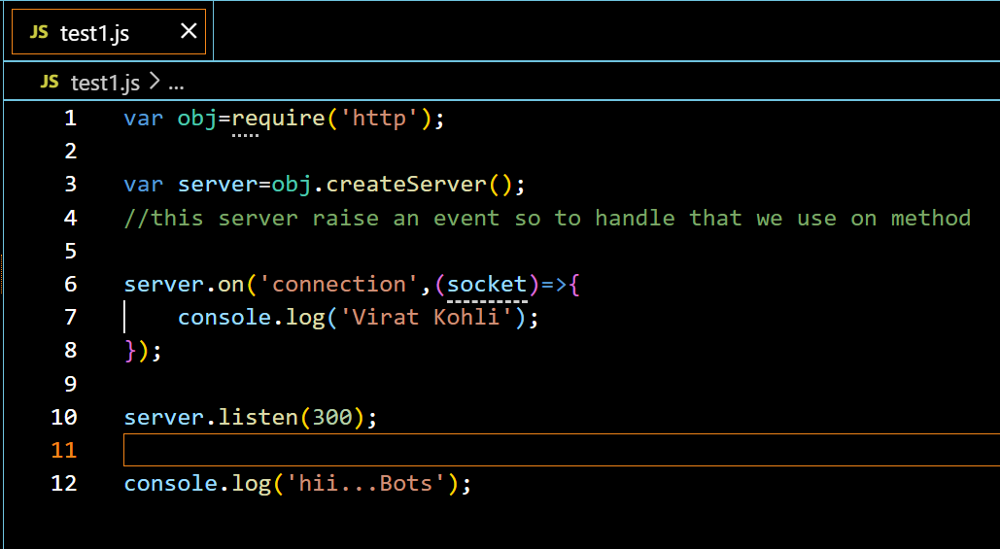 JS test1.js ×
JS test1.js > ...
1 var obj=require('http');
2
3 var server=obj.createServer();
4 //this server raise an event so to handle that we use on method
5
6 server.on('connection',(socket)=>{
7     console.log('Virat Kohli');
8 });
9
10 server.listen(300);
11
12 console.log('hii...Bots');